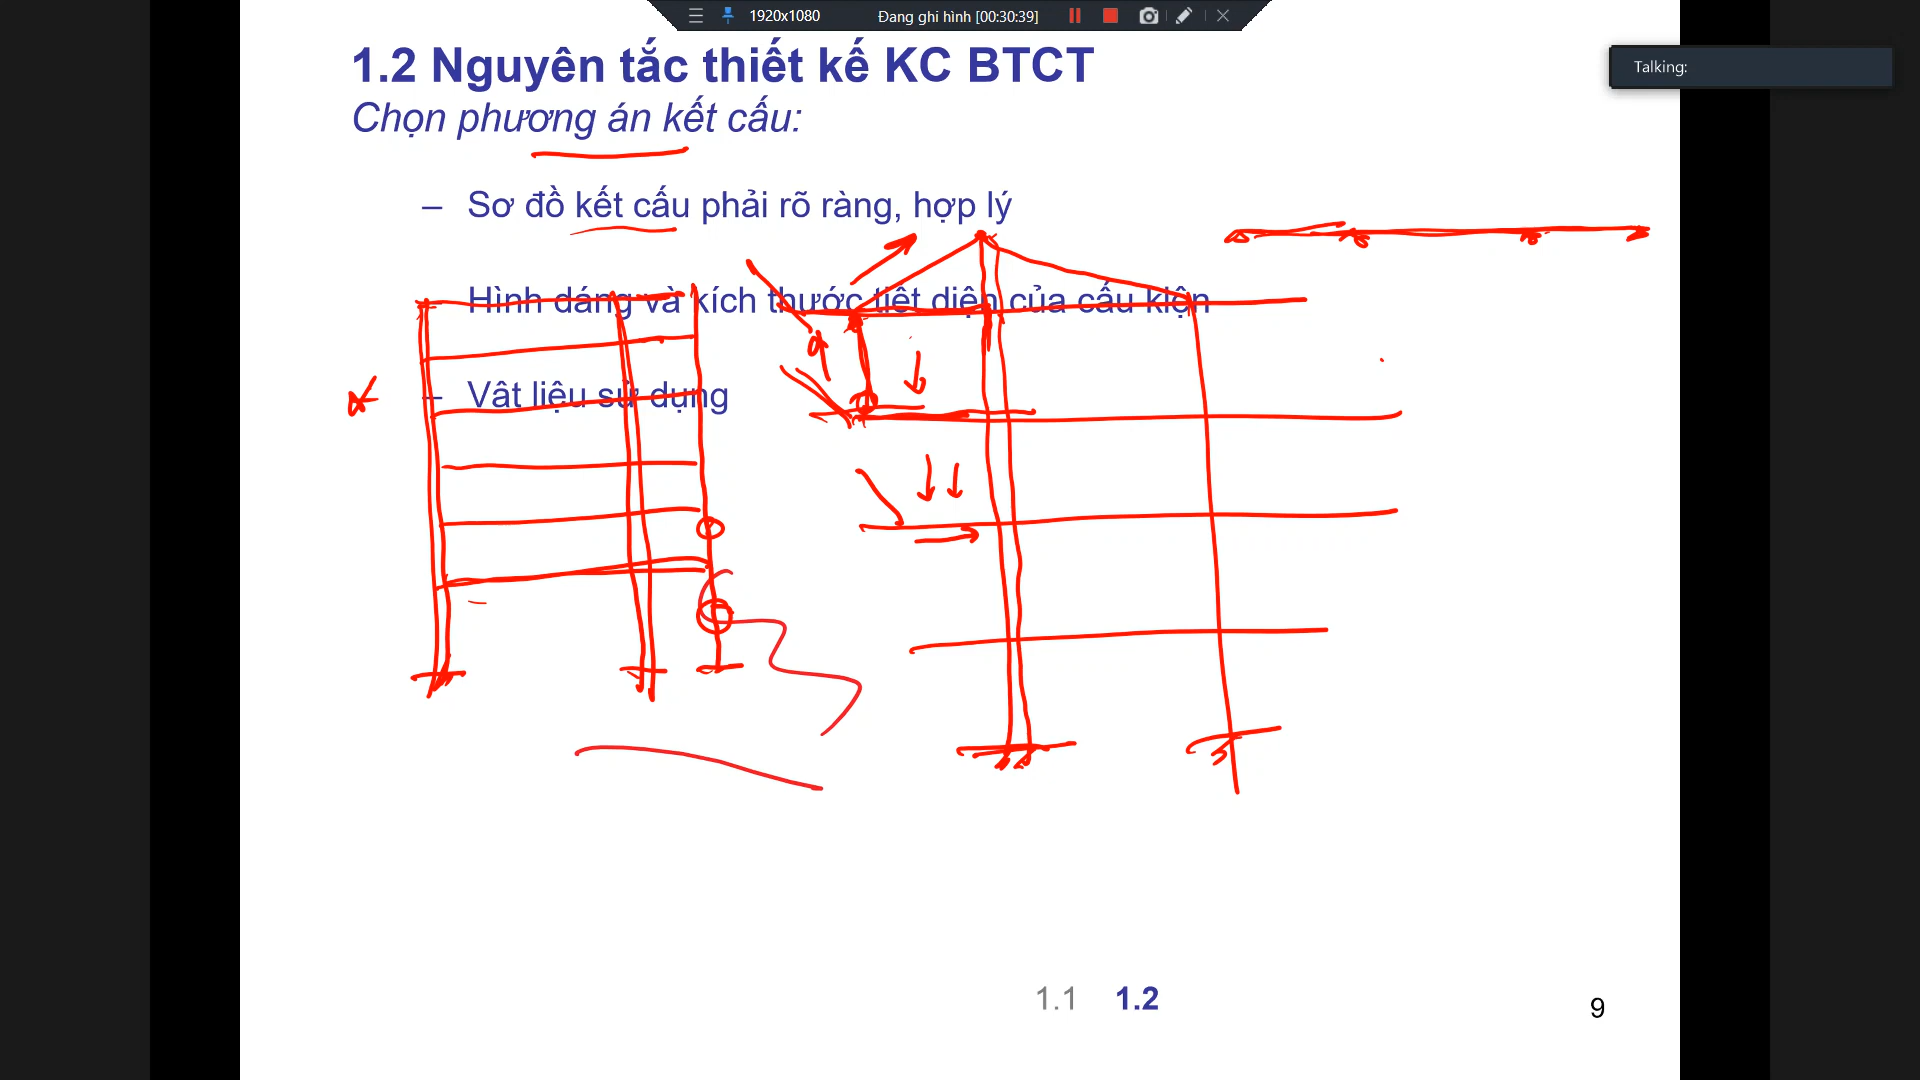 1920x1080 Đang ghi hình [00:30:39]
Talking:
1.2 Nguyên tắc thiết kế KC BTCT
Chọn phương án kết cấu:
– Sơ đồ kết cấu phải rõ ràng, hợp lý
Hình dáng và kích thước tiết diện của cấu kiện
– Vât liệu sử dụng
1.1 1.2
9